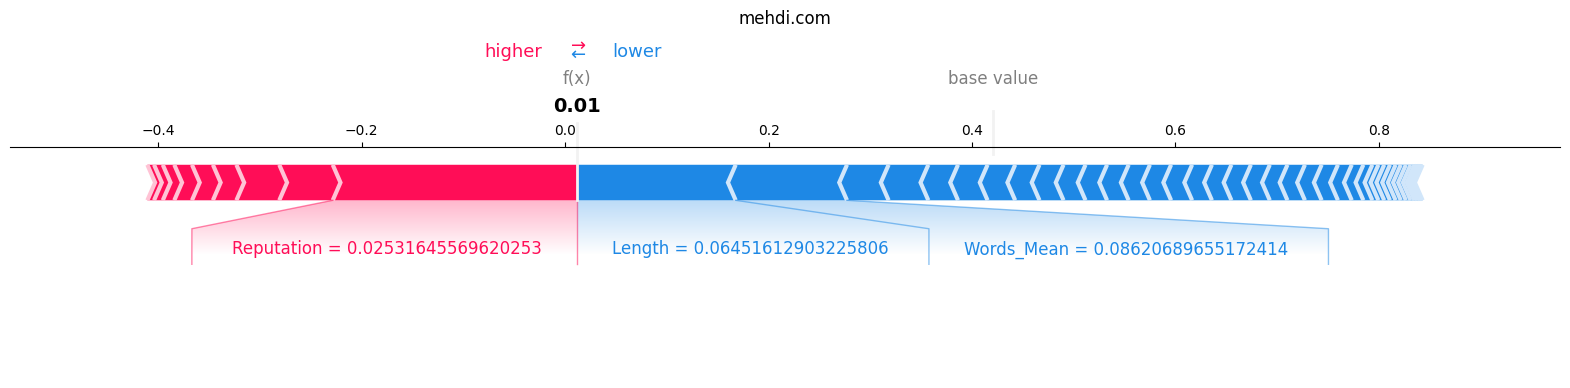 mehdi.com
higher ⇄ lower
f(x) base value
0.01
−0.4 −0.2 0.0 0.2 0.4 0.6 0.8
Reputation = 0.02531645569620253 Length = 0.06451612903225806 Words_Mean = 0.08620689655172414